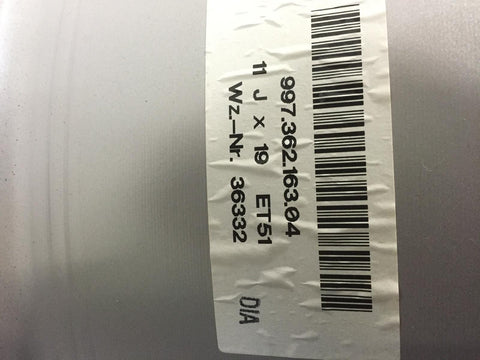 997.362.163.04
11 J x 19 ET51
Wz.-Nr. 36332
DIA